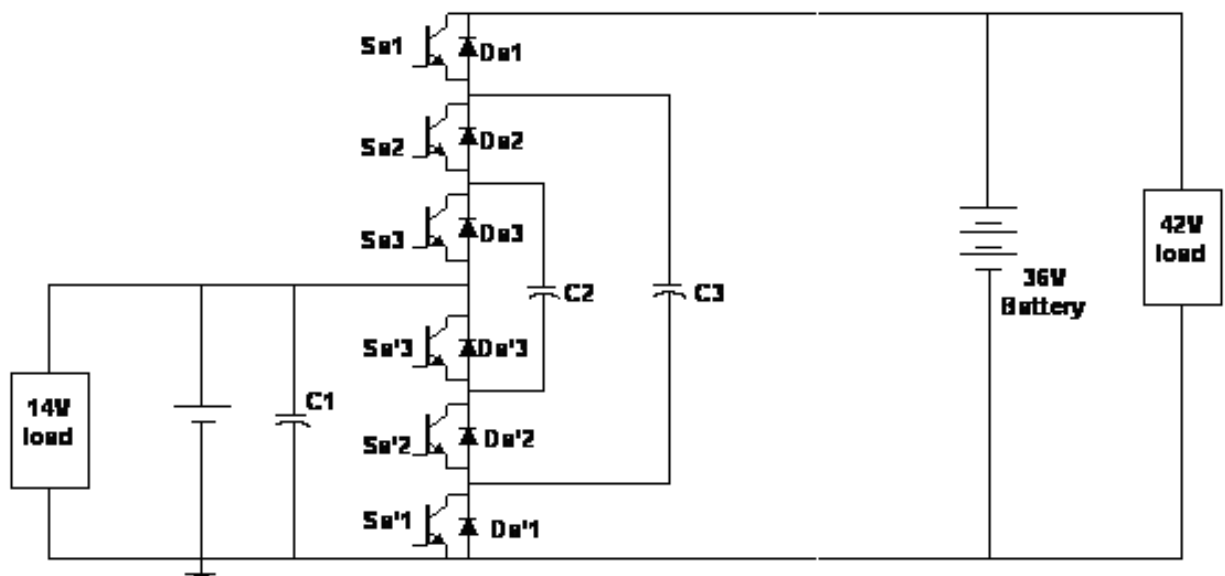 Sa1
Da1
Sa2
Da2
Sa3
Da3
C2
C3
42V
load
36V
Battery
Sa'3
Da'3
14V
load
C1
Sa'2
Da'2
Sa'1
Da'1